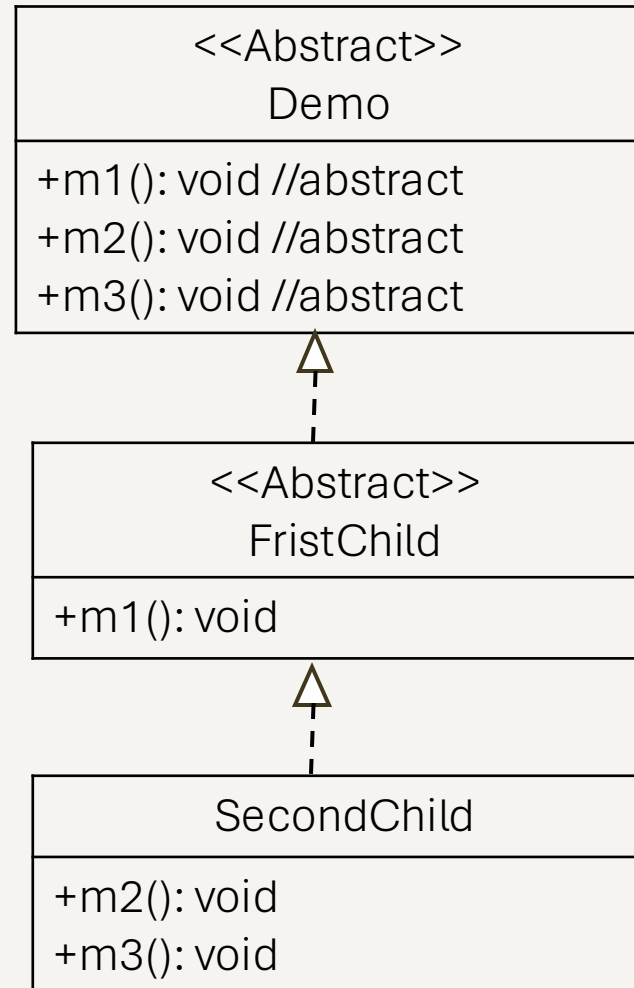 <<Abstract>>
Demo
+m1(): void //abstract
+m2(): void //abstract
+m3(): void //abstract
<<Abstract>>
FristChild
+m1(): void
SecondChild
+m2(): void
+m3(): void